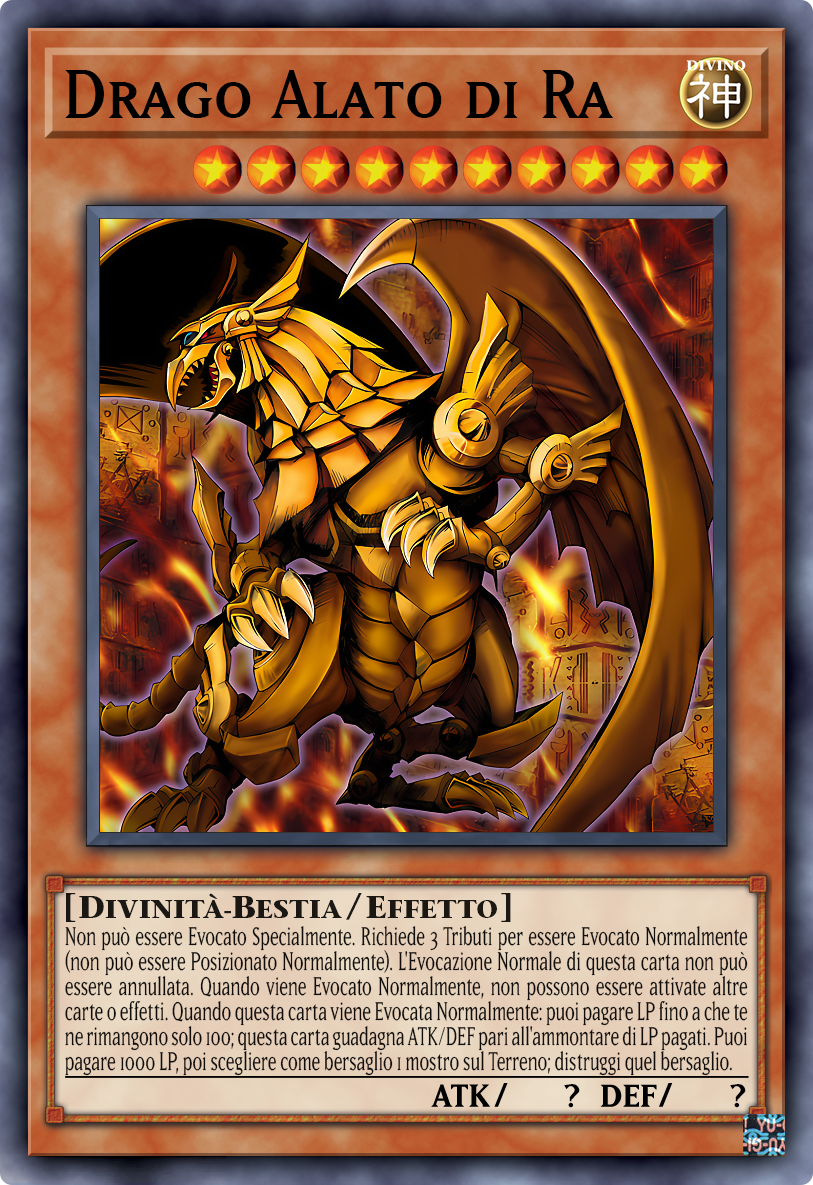 Drago Alato di Ra
DIVINO
神
[Divinità-Bestia/Effetto]
Non può essere Evocato Specialmente. Richiede 3 Tributi per essere Evocato Normalmente
(non può essere Posizionato Normalmente). L'Evocazione Normale di questa carta non può
essere annullata. Quando viene Evocato Normalmente, non possono essere attivate altre
carte o effetti. Quando questa carta viene Evocata Normalmente: puoi pagare LP fino a che te
ne rimangono solo 100; questa carta guadagna ATK/DEF pari all'ammontare di LP pagati. Puoi
pagare 1000 LP, poi scegliere come bersaglio 1 mostro sul Terreno; distruggi quel bersaglio.
ATK/ ? DEF/ ?